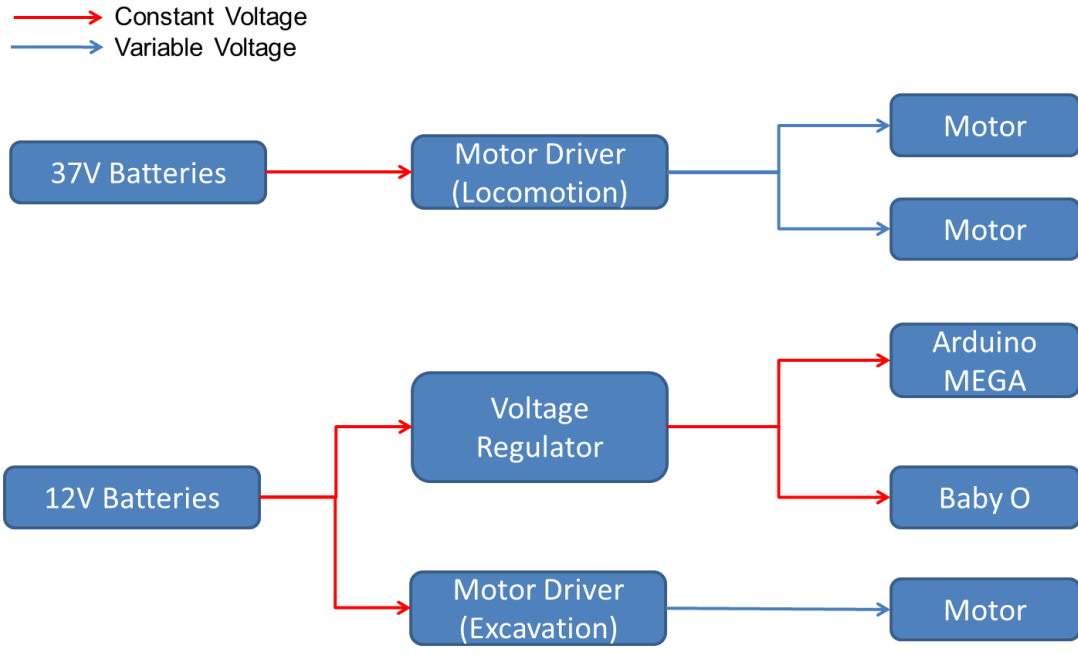 Constant Voltage
Variable Voltage
37V Batteries
Motor Driver
(Locomotion)
Motor
Motor
12V Batteries
Voltage
Regulator
Arduino
MEGA
Baby O
Motor Driver
(Excavation)
Motor